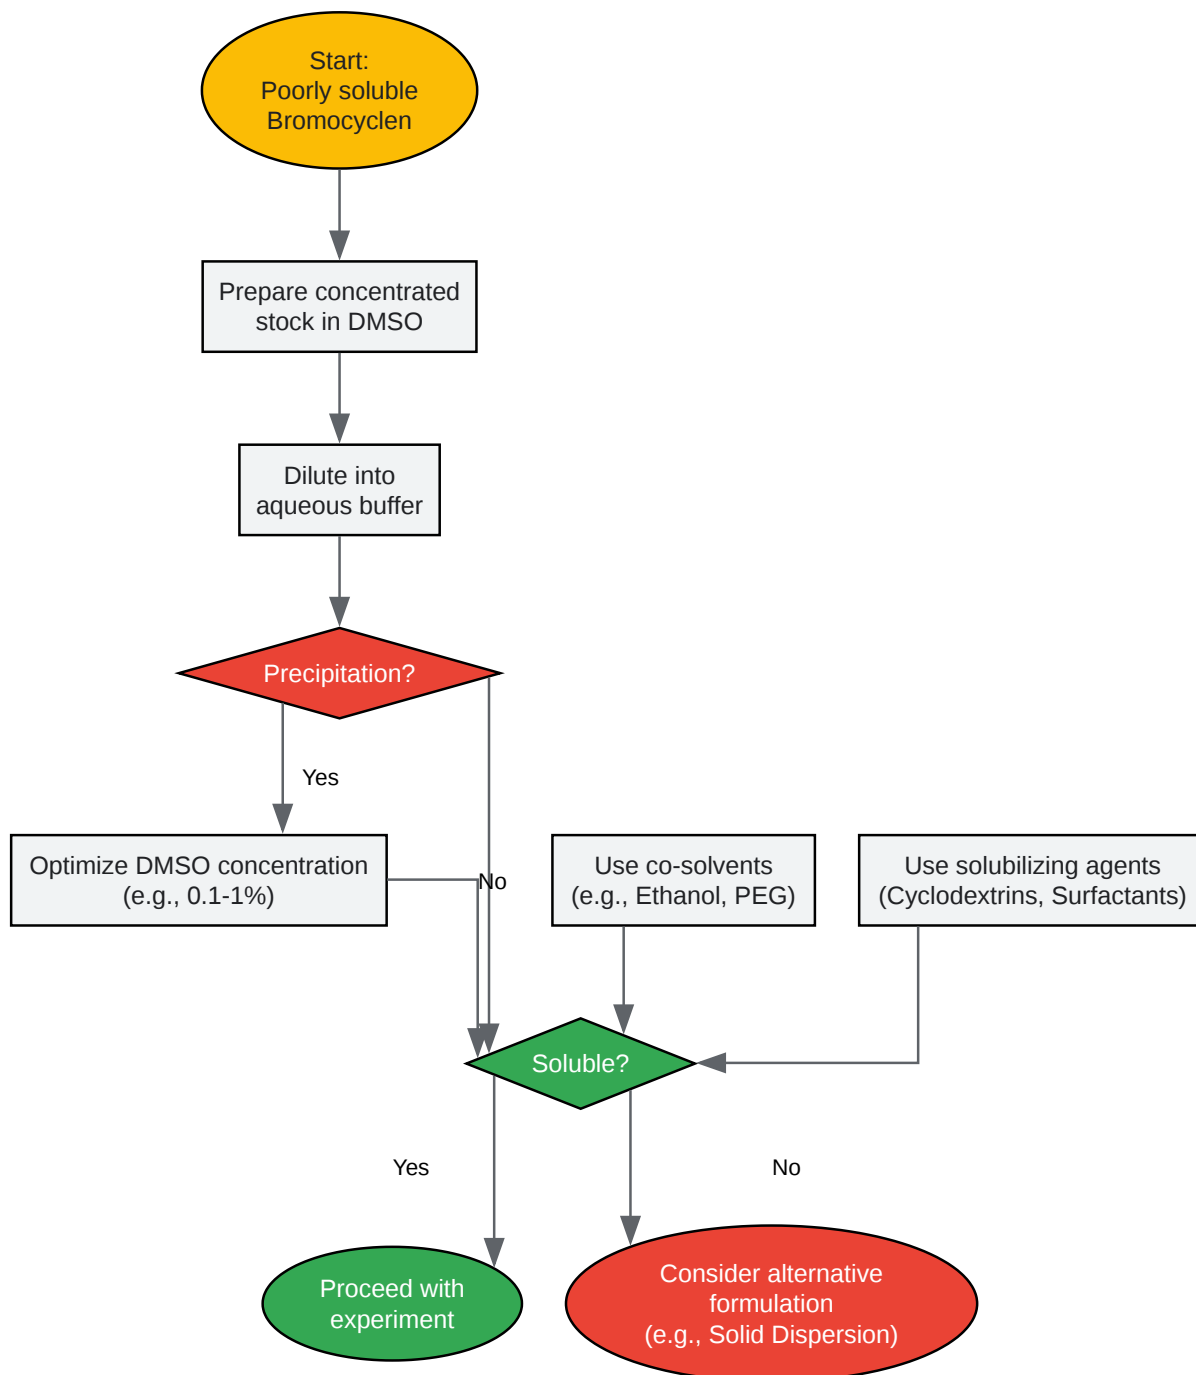 Start:
Poorly soluble
Bromocyclen
Prepare concentrated
stock in DMSO
Dilute into
aqueous buffer
Precipitation?
Yes
Optimize DMSO concentration
(e.g., 0.1-1%)
No
Use co-solvents
(e.g., Ethanol, PEG)
Use solubilizing agents
(Cyclodextrins, Surfactants)
Soluble?
Yes
No
Proceed with
experiment
Consider alternative
formulation
(e.g., Solid Dispersion)